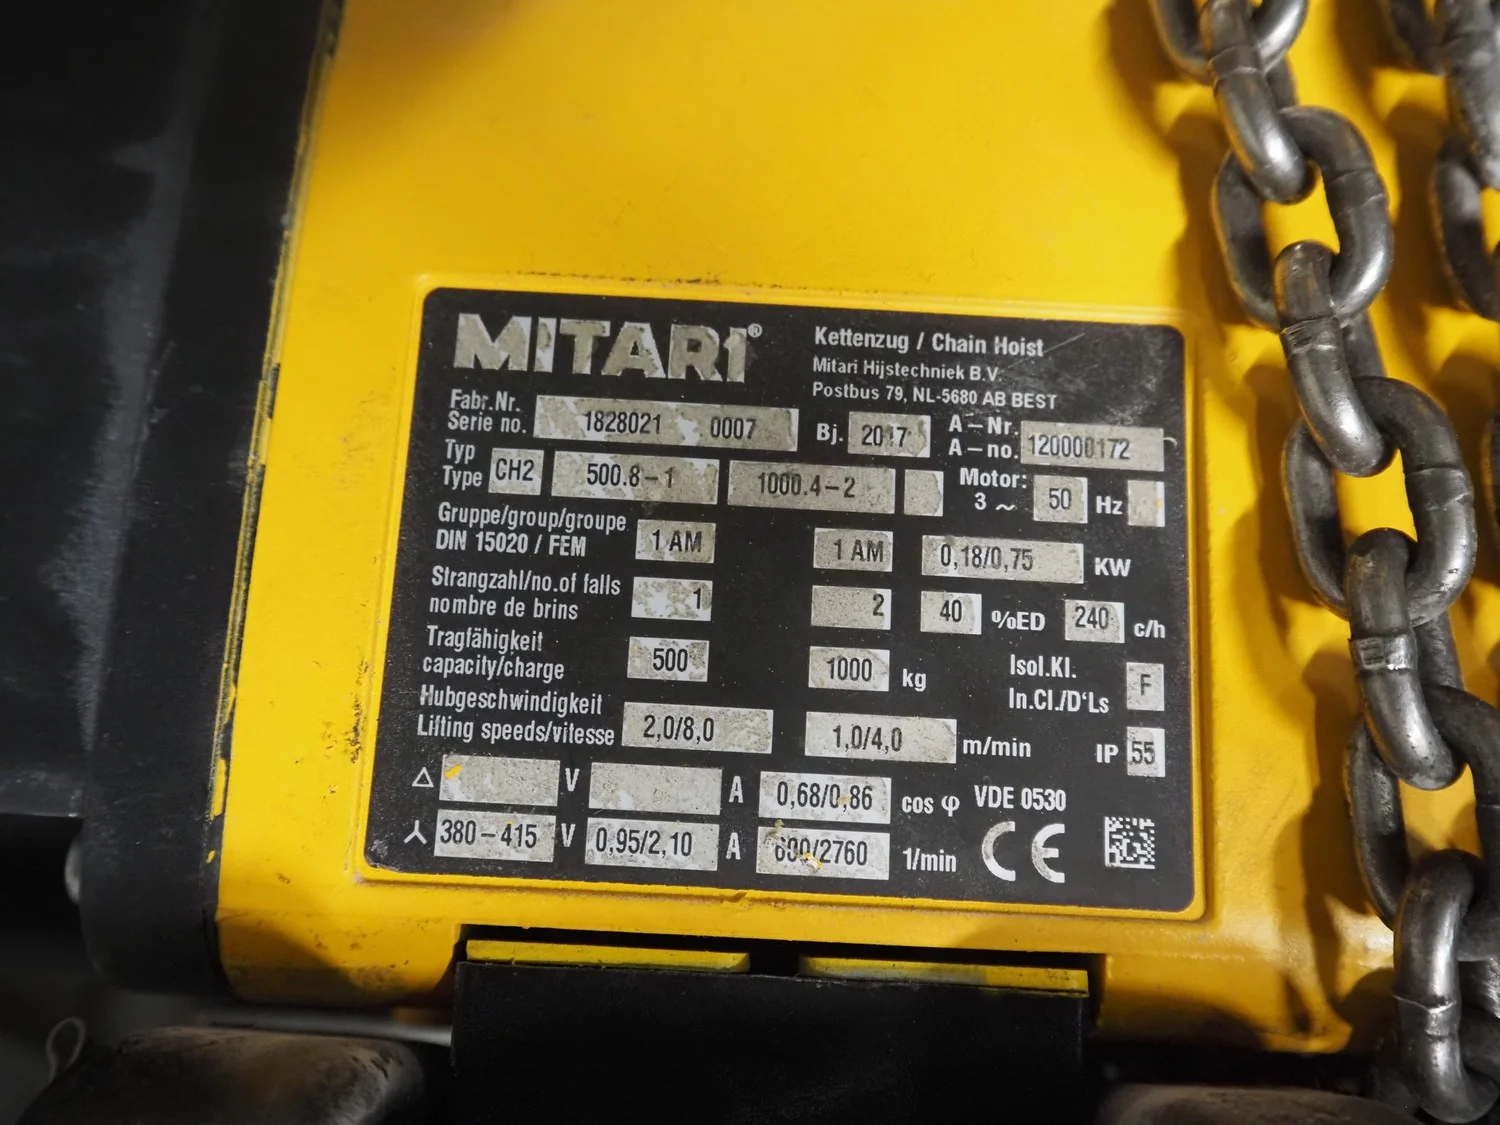 MITARI®
Kettenzug / Chain Hoist
Mitari Hijstechniek B.V.
Postbus 79, NL-5680 AB BEST
Fabr.Nr.
Serie no. 1828021 0007 Bj. 2017 A-Nr.
A-no. 120000172
Typ
Type CH2 500.8-1 1000.4-2 Motor:
3 ~ 50 Hz
Gruppe/group/groupe
DIN 15020 / FEM 1 AM 1 AM 0,18/0,75 KW
Strangzahl/no.of falls
nombre de brins 1 2 40 %ED 240 c/h
Tragfähigkeit
capacity/charge 500 1000 kg Isol.Kl.
In.Cl./D'Ls F
Hubgeschwindigkeit
Lifting speeds/vitesse 2,0/8,0 1,0/4,0 m/min IP 55
△ V A 0,68/0,86 cos φ VDE 0530
⅄ 380-415 V 0,95/2,10 A 690/2760 1/min CE